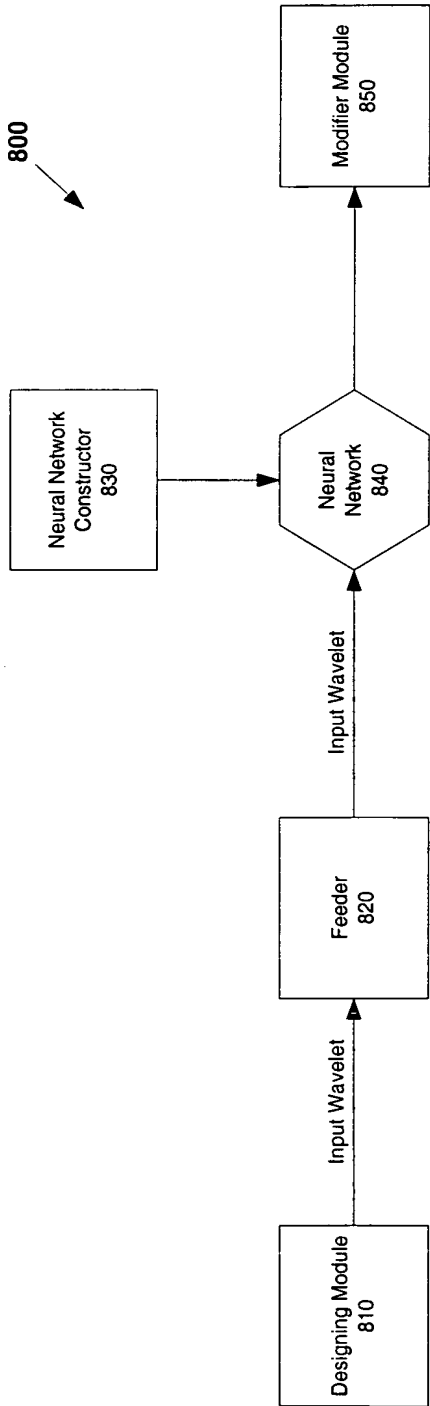 800
Neural Network
Constructor
830
Designing Module
810
Input Wavelet
Feeder
820
Input Wavelet
Neural
Network
840
Modifier Module
850